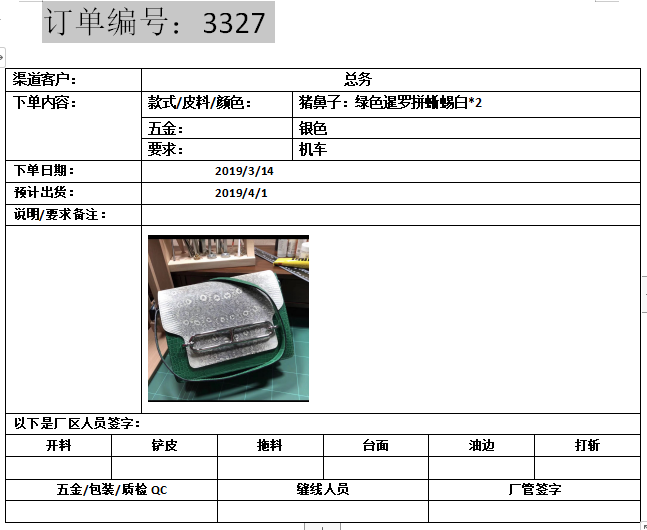 订单编号：3327
渠道客户： 总务
下单内容： 款式/皮料/颜色： 猪鼻子：绿色暹罗拼蜥蜴白*2
五金： 银色
要求： 机车
下单日期： 2019/3/14
预计出货： 2019/4/1
说明/要求备注：
以下是厂区人员签字：
开料 铲皮 拖料 台面 油边 打斩
五金/包装/质检QC 缝线人员 厂管签字